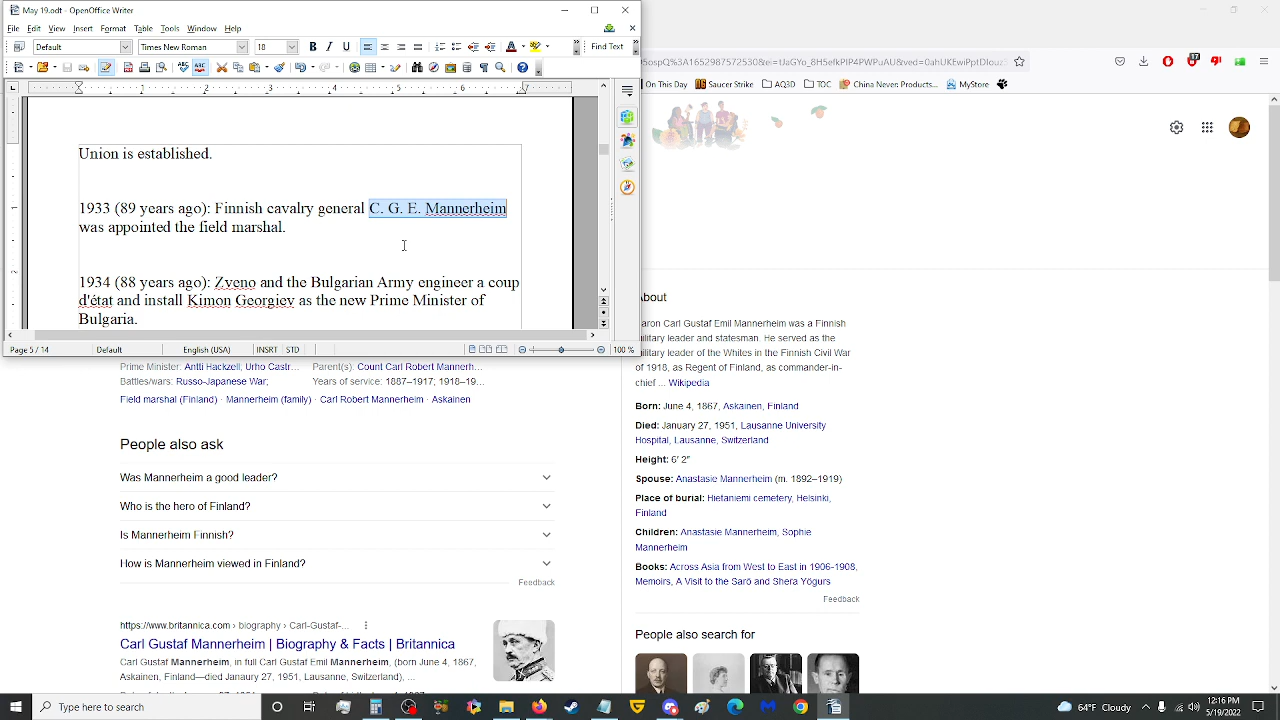 May 19.odt - OpenOffice Writer
File Edit View Insert Format Table Tools Window Help
Default Times New Roman 18 B I U Find Text
1 2 3 4 5 6 7
Union is established.
1933 (89 years ago): Finnish cavalry general C. G. E. Mannerheim
was appointed the field marshal.
1934 (88 years ago): Zveno and the Bulgarian Army engineer a coup
d'état and install Kimon Georgiev as the new Prime Minister of
Bulgaria.
Page 5 / 14 Default English (USA) INSRT STD 100 %
On This Day Saucer Strike AQ3D TOC China Never Products... MyStore
About
Baron Carl Gustaf Emil Mannerheim was a Finnish
military leader and statesman. He served as the
military leader of the Whites in the Finnish Civil War
of 1918, as Regent of Finland, as commander-in-
chief ... Wikipedia
Born: June 4, 1867, Askainen, Finland
Died: January 27, 1951, Lausanne University
Hospital, Lausanne, Switzerland
Height: 6′ 2″
Spouse: Anastasie Mannerheim (m. 1892–1919)
Place of burial: Hietaniemi cemetery, Helsinki,
Finland
Children: Anastasie Mannerheim, Sophie
Mannerheim
Books: Across Asia from West to East in 1906-1908,
Memoirs, A Visit to the Sarö and Shera Yögurs
Feedback
People also search for
Prime Minister: Antti Hackzell; Urho Castr... Parent(s): Count Carl Robert Mannerh...
Battles/wars: Russo-Japanese War; Years of service: 1887–1917; 1918–19...
Field marshal (Finland) · Mannerheim (family) · Carl Robert Mannerheim · Askainen
People also ask
Was Mannerheim a good leader?
Who is the hero of Finland?
Is Mannerheim Finnish?
How is Mannerheim viewed in Finland?
Feedback
https://www.britannica.com › biography › Carl-Gustaf-...
Carl Gustaf Mannerheim | Biography & Facts | Britannica
Carl Gustaf Mannerheim, in full Carl Gustaf Emil Mannerheim, (born June 4, 1867,
Askainen, Finland—died January 27, 1951, Lausanne, Switzerland), ...
Type here to search
64°F Cloudy
12:16 PM
5/19/2022